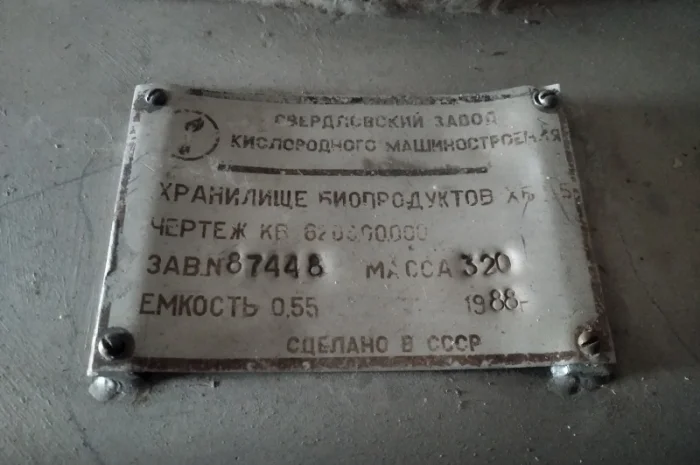 СВЕРДЛОВСКИЙ ЗАВОД
КИСЛОРОДНОГО МАШИНОСТРОЕНИЯ
ХРАНИЛИЩЕ БИОПРОДУКТОВ
ЧЕРТЕЖ КВ
ЗАВ.N 87448 МАССА 320
ЕМКОСТЬ 0,55 1988г
СДЕЛАНО В СССР